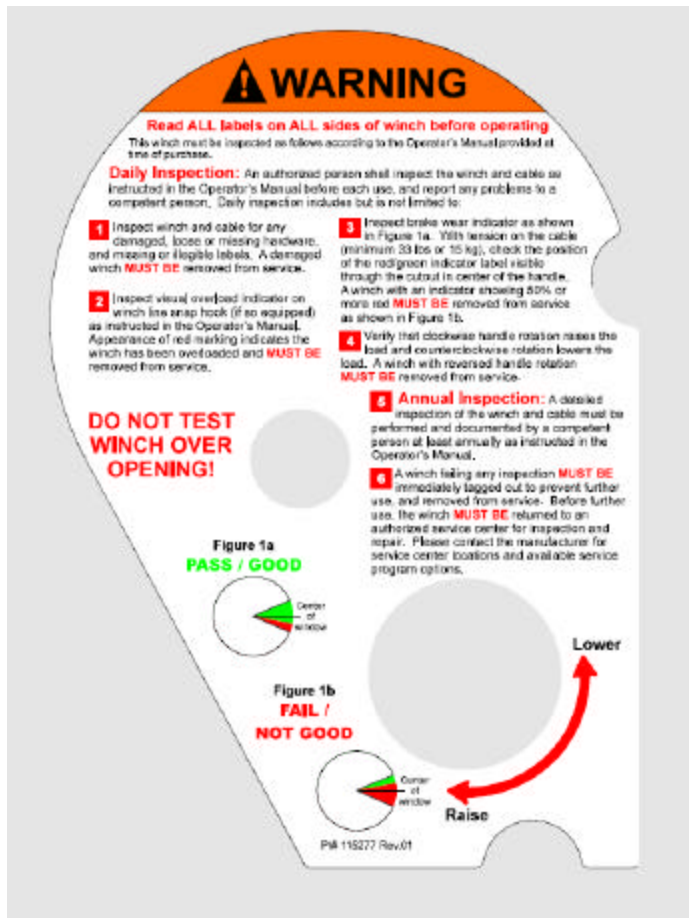 WARNING
Read ALL labels on ALL sides of winch before operating
This winch must be inspected as follows according to the Operator's Manual provided at
time of purchase.
Daily Inspection: An authorized person shall inspect the winch and cable as
instructed in the Operator's Manual before each use, and report any problems to a
competent person. Daily inspection includes but is not limited to:
1 Inspect winch and cable for any
damaged, loose or missing hardware,
and missing or illegible labels. A damaged
winch MUST BE removed from service.
2 Inspect visual overload indicator on
winch line snap hook (if so equipped)
as instructed in the Operator's Manual.
Appearance of red marking indicates the
winch has been overloaded and MUST BE
removed from service.
3 Inspect brake wear indicator as shown
in Figure 1a. With tension on the cable
(minimum 33 lbs or 15 kg), check the position
of the red/green indicator label visible
through the cutout in center of the handle.
A winch with an indicator showing 50% or
more red MUST BE removed from service
as shown in Figure 1b.
4 Verify that clockwise handle rotation raises the
load and counterclockwise rotation lowers the
load. A winch with reversed handle rotation
MUST BE removed from service.
5 Annual Inspection: A detailed
inspection of the winch and cable must be
performed and documented by a competent
person at least annually as instructed in the
Operator's Manual.
6 A winch failing any inspection MUST BE
immediately tagged out to prevent further
use, and removed from service. Before further
use, the winch MUST BE returned to an
authorized service center for inspection and
repair. Please contact the manufacturer for
service center locations and available service
program options.
DO NOT TEST
WINCH OVER
OPENING!
Figure 1a
PASS / GOOD
Center
of
window
Figure 1b
FAIL /
NOT GOOD
Center
of
window
Lower
Raise
P/# 115277 Rev.01